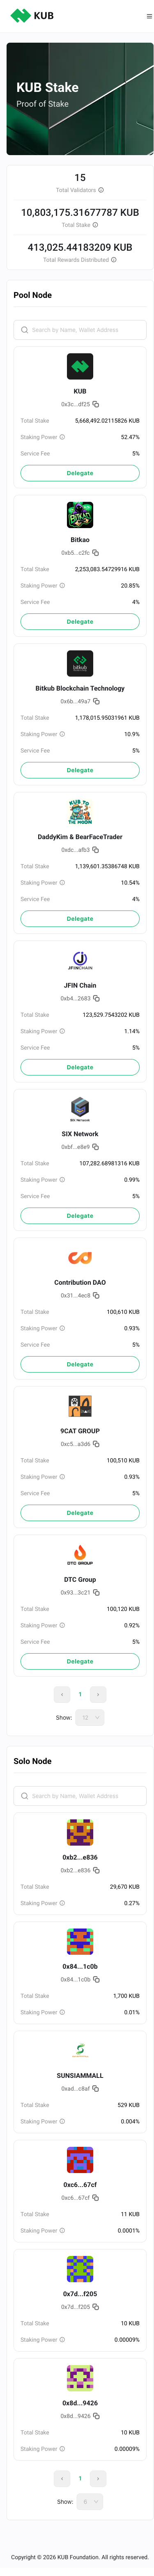 KUB
KUB Stake
Proof of Stake
15
Total Validators
10,803,175.31677787 KUB
Total Stake
413,025.44183209 KUB
Total Rewards Distributed
Pool Node
Search by Name, Wallet Address
KUB
0x3c...df25
Total Stake 5,668,492.02115826 KUB
Staking Power 52.47%
Service Fee 5%
Delegate
Bitkao
0xb5...c2fc
Total Stake 2,253,083.54729916 KUB
Staking Power 20.85%
Service Fee 4%
Delegate
bitkub
Bitkub Blockchain Technology
0x6b...49a7
Total Stake 1,178,015.95031961 KUB
Staking Power 10.9%
Service Fee 5%
Delegate
KUB TO THE MOON
DaddyKim & BearFaceTrader
0xdc...afb3
Total Stake 1,139,601.35386748 KUB
Staking Power 10.54%
Service Fee 4%
Delegate
JFINCHAIN
JFIN Chain
0xb4...2683
Total Stake 123,529.7543202 KUB
Staking Power 1.14%
Service Fee 5%
Delegate
SIX Network
SIX Network
0xbf...e8e9
Total Stake 107,282.68981316 KUB
Staking Power 0.99%
Service Fee 5%
Delegate
Contribution DAO
0x31...4ec8
Total Stake 100,610 KUB
Staking Power 0.93%
Service Fee 5%
Delegate
9CAT GROUP
0xc5...a3d6
Total Stake 100,510 KUB
Staking Power 0.93%
Service Fee 5%
Delegate
DTC GROUP
DTC Group
0x93...3c21
Total Stake 100,120 KUB
Staking Power 0.92%
Service Fee 5%
Delegate
‹ 1 ›
Show: 12
Solo Node
Search by Name, Wallet Address
0xb2...e836
0xb2...e836
Total Stake 29,670 KUB
Staking Power 0.27%
0x84...1c0b
0x84...1c0b
Total Stake 1,700 KUB
Staking Power 0.01%
SUNSIAMMALL
0xad...c8af
Total Stake 529 KUB
Staking Power 0.004%
0xc6...67cf
0xc6...67cf
Total Stake 11 KUB
Staking Power 0.0001%
0x7d...f205
0x7d...f205
Total Stake 10 KUB
Staking Power 0.00009%
0x8d...9426
0x8d...9426
Total Stake 10 KUB
Staking Power 0.00009%
‹ 1 ›
Show: 6
Copyright © 2026 KUB Foundation. All rights reserved.